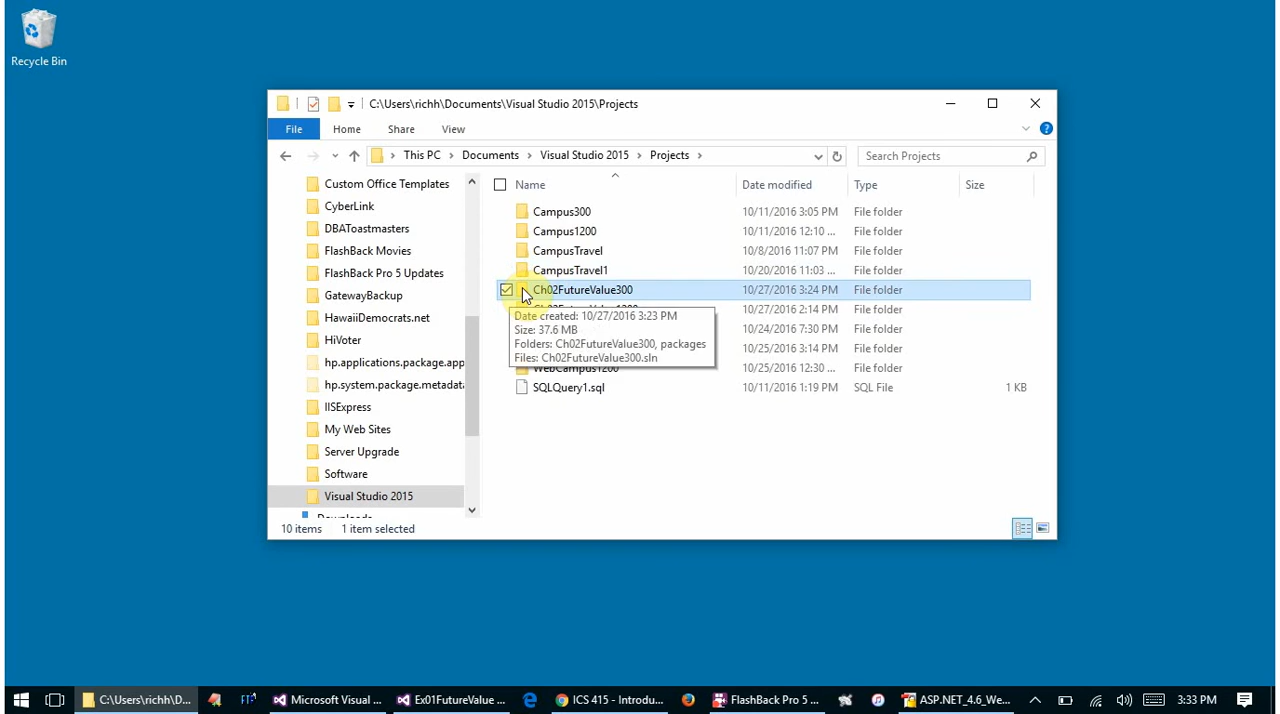 Recycle Bin
C:\Users\richh\Documents\Visual Studio 2015\Projects
File Home Share View
This PC Documents Visual Studio 2015 Projects
Search Projects
Custom Office Templates
CyberLink
DBAToastmasters
FlashBack Movies
FlashBack Pro 5 Updates
GatewayBackup
HawaiiDemocrats.net
HiVoter
hp.applications.package.app
hp.system.package.metadata
IISExpress
My Web Sites
Server Upgrade
Software
Visual Studio 2015
Downloads
Name Date modified Type Size
Campus300 10/11/2016 3:05 PM File folder
Campus1200 10/11/2016 12:10 ... File folder
CampusTravel 10/8/2016 11:07 PM File folder
CampusTravel1 10/20/2016 11:03 ... File folder
Ch02FutureValue300 10/27/2016 3:24 PM File folder
Ch02FutureValue1200 10/27/2016 2:14 PM File folder
10/24/2016 7:30 PM File folder
10/25/2016 3:14 PM File folder
WebCampus1200 10/25/2016 12:30 ... File folder
SQLQuery1.sql 10/11/2016 1:19 PM SQL File 1 KB
Date created: 10/27/2016 3:23 PM
Size: 37.6 MB
Folders: Ch02FutureValue300, packages
Files: Ch02FutureValue300.sln
10 items 1 item selected
C:\Users\richh\D... Microsoft Visual ... Ex01FutureValue ... ICS 415 - Introdu... FlashBack Pro 5 ... ASP.NET_4.6_We... 3:33 PM